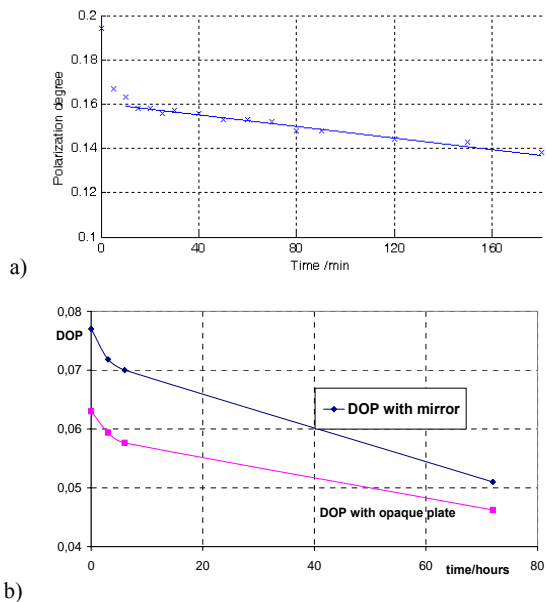 0.2
0.18
0.16
0.14
0.12
0.1
Polarization degree
0 40 80 120 160
Time /min
a)
0,08
DOP
0,07
0,06
0,05
0,04
DOP with mirror
DOP with opaque plate
0 20 40 60 80
time/hours
b)